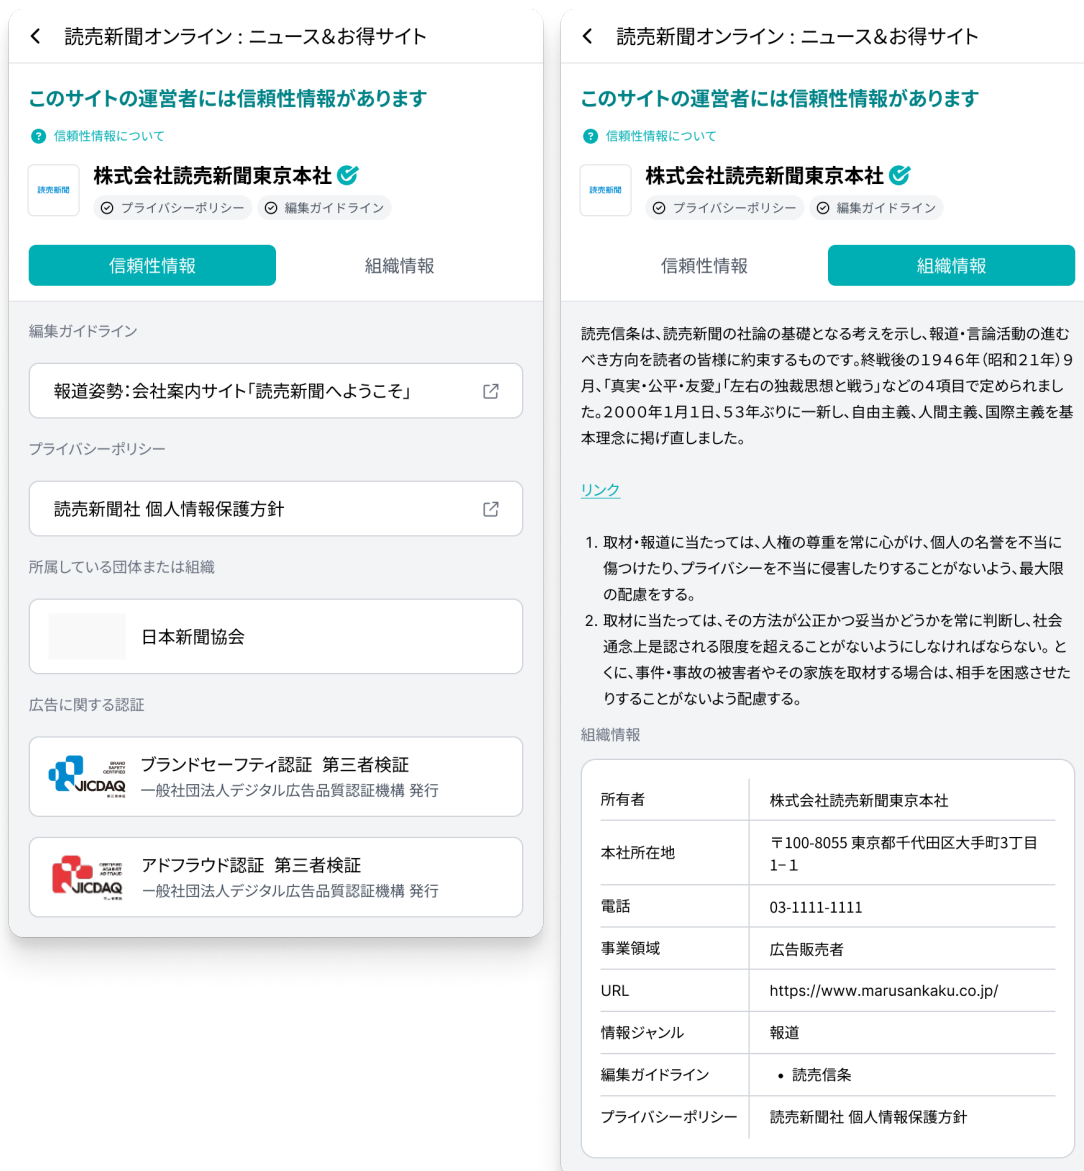 読売新聞オンライン：ニュース&お得サイト
このサイトの運営者には信頼性情報があります
信頼性情報について
読売新聞
株式会社読売新聞東京本社
プライバシーポリシー 編集ガイドライン
信頼性情報 組織情報
編集ガイドライン
報道姿勢：会社案内サイト「読売新聞へようこそ」
プライバシーポリシー
読売新聞社 個人情報保護方針
所属している団体または組織
日本新聞協会
広告に関する認証
BRAND
SAFETY
CERTIFIED
JICDAQ
第三者検証
ブランドセーフティ認証 第三者検証
一般社団法人デジタル広告品質認証機構 発行
CERTIFIED
AGAINST
AD FRAUD
JICDAQ
第三者検証
アドフラウド認証 第三者検証
一般社団法人デジタル広告品質認証機構 発行
読売新聞オンライン：ニュース&お得サイト
このサイトの運営者には信頼性情報があります
信頼性情報について
読売新聞
株式会社読売新聞東京本社
プライバシーポリシー 編集ガイドライン
信頼性情報 組織情報
読売信条は、読売新聞の社論の基礎となる考えを示し、報道・言論活動の進む
べき方向を読者の皆様に約束するものです。終戦後の１９４６年（昭和２１年）９
月、「真実・公平・友愛」「左右の独裁思想と戦う」などの４項目で定められまし
た。２０００年１月１日、５３年ぶりに一新し、自由主義、人間主義、国際主義を基
本理念に掲げ直しました。
リンク
1. 取材・報道に当たっては、人権の尊重を常に心がけ、個人の名誉を不当に
傷つけたり、プライバシーを不当に侵害したりすることがないよう、最大限
の配慮をする。
2. 取材に当たっては、その方法が公正かつ妥当かどうかを常に判断し、社会
通念上是認される限度を超えることがないようにしなければならない。と
くに、事件・事故の被害者やその家族を取材する場合は、相手を困惑させた
りすることがないよう配慮する。
組織情報
所有者 株式会社読売新聞東京本社
本社所在地 〒100-8055 東京都千代田区大手町3丁目
1−１
電話 03-1111-1111
事業領域 広告販売者
URL https://www.marusankaku.co.jp/
情報ジャンル 報道
編集ガイドライン • 読売信条
プライバシーポリシー 読売新聞社 個人情報保護方針